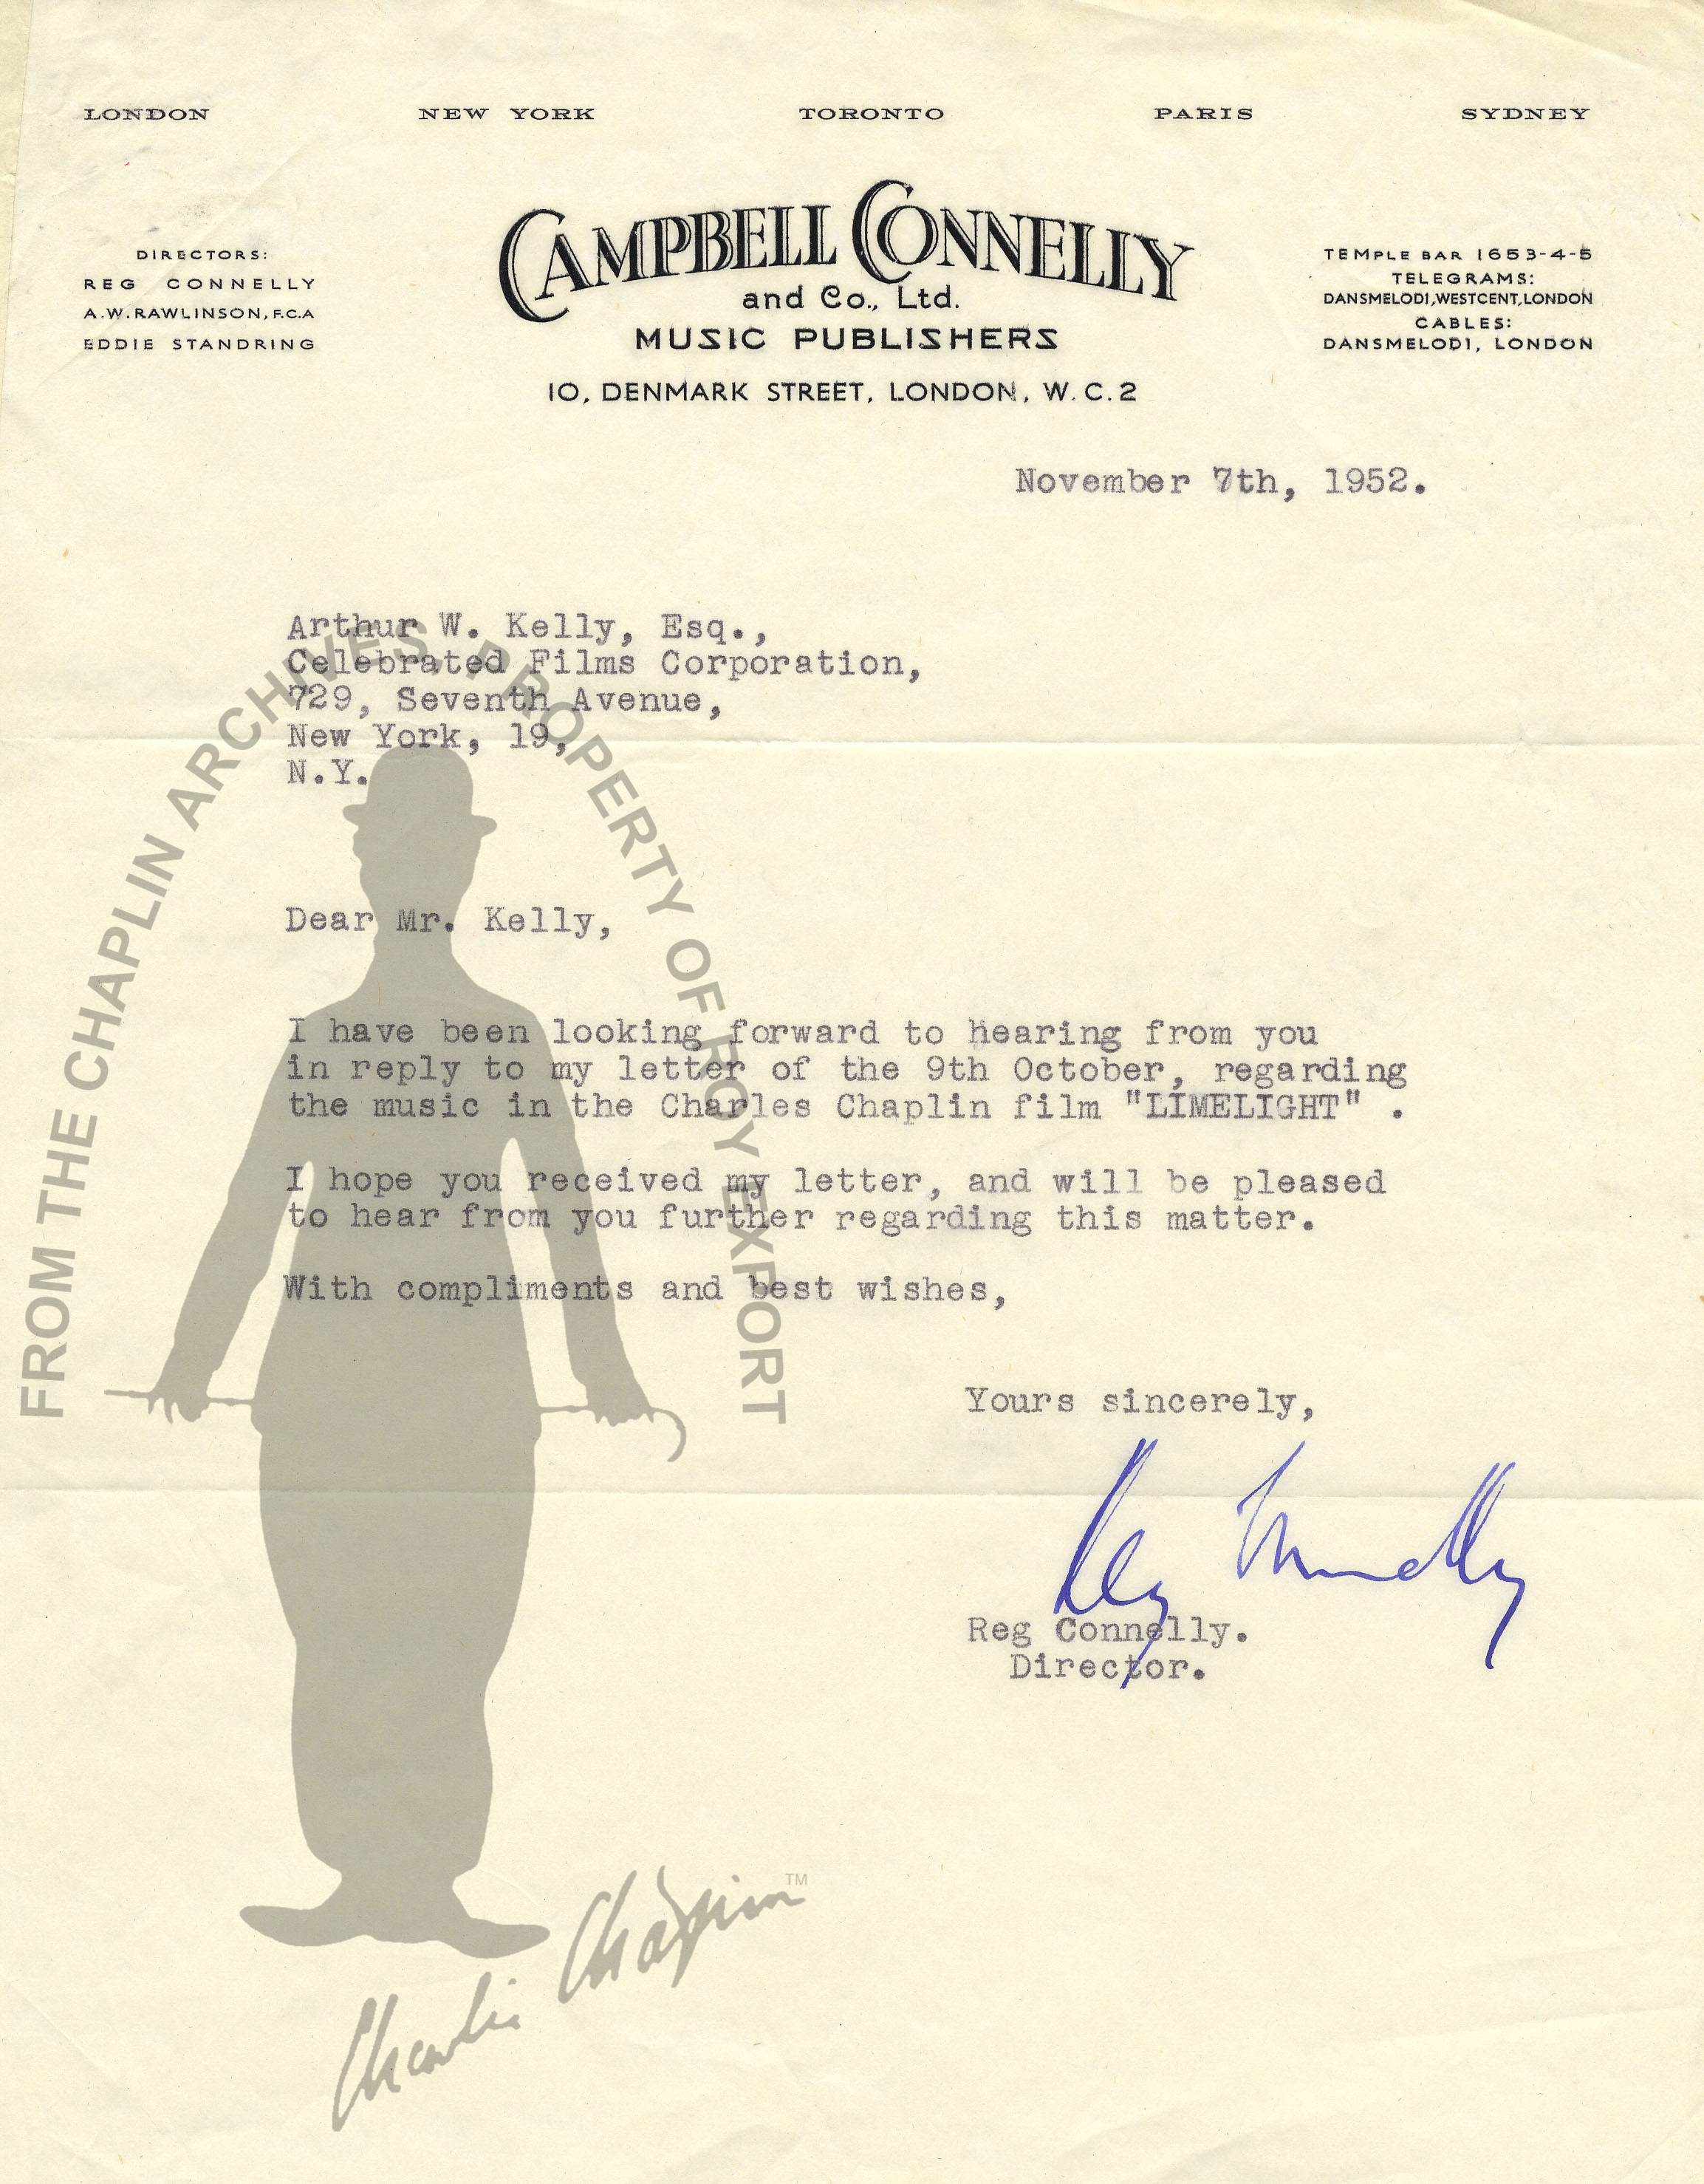 LONDON NEW YORK TORONTO PARIS SYDNEY
DIRECTORS:
REG CONNELLY
A.W.RAWLINSON, F.C.A
EDDIE STANDRING
CAMPBELL CONNELLY
and Co., Ltd.
MUSIC PUBLISHERS
10, DENMARK STREET, LONDON, W.C.2
TEMPLE BAR 1653-4-5
TELEGRAMS:
DANSMELODI,WESTCENT,LONDON
CABLES:
DANSMELODI, LONDON
November 7th, 1952.
Arthur W. Kelly, Esq.,
Celebrated Films Corporation,
729, Seventh Avenue,
New York, 19,
N.Y.
Dear Mr. Kelly,
I have been looking forward to hearing from you
in reply to my letter of the 9th October, regarding
the music in the Charles Chaplin film "LIMELIGHT" .
I hope you received my letter, and will be pleased
to hear from you further regarding this matter.
With compliments and best wishes,
Yours sincerely,
Reg Connelly
Reg Connelly.
Director.
FROM THE CHAPLIN ARCHIVES, PROPERTY OF ROY EXPORT
Charlie Chaplin TM